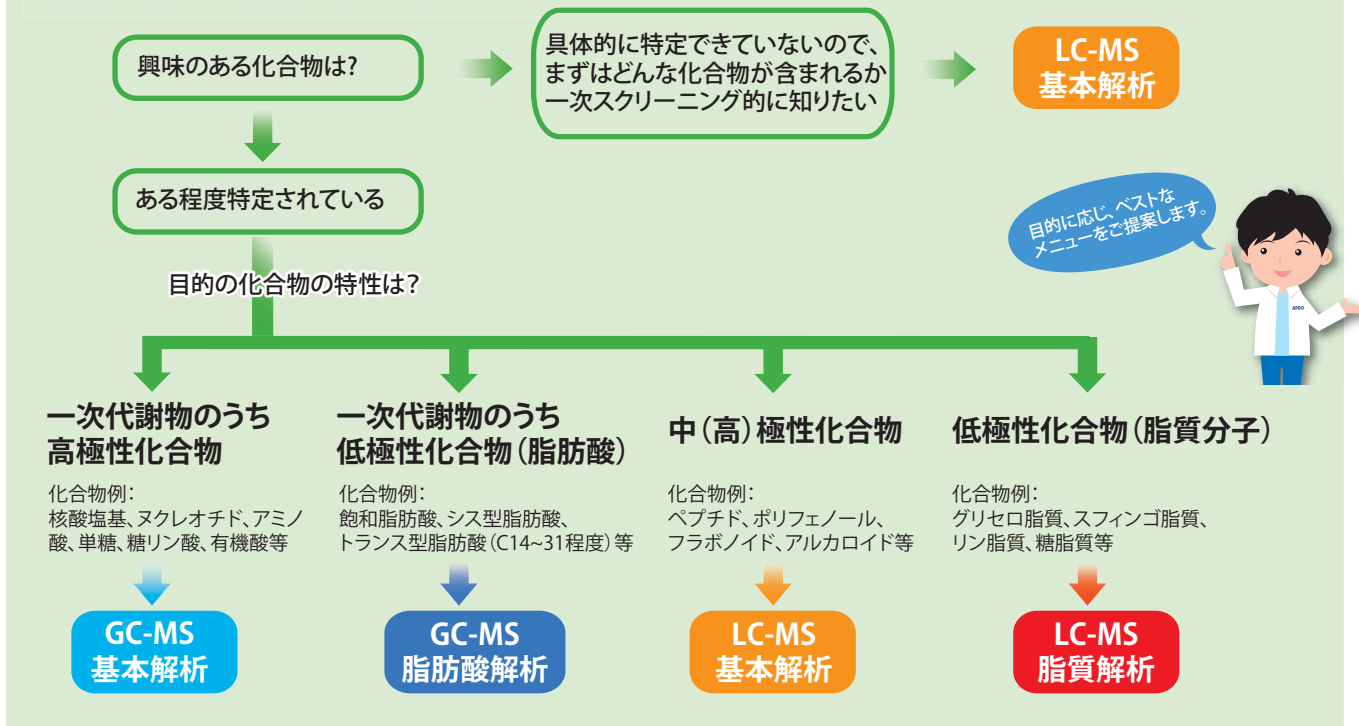 興味のある化合物は?
具体的に特定できていないので、
まずはどんな化合物が含まれるか
一次スクリーニング的に知りたい
LC-MS
基本解析
ある程度特定されている
目的に応じ、ベストな
メニューをご提案します。
APRO
目的の化合物の特性は?
一次代謝物のうち
高極性化合物
化合物例：
核酸塩基、ヌクレオチド、アミノ
酸、単糖、糖リン酸、有機酸等
GC-MS
基本解析
一次代謝物のうち
低極性化合物（脂肪酸）
化合物例：
飽和脂肪酸、シス型脂肪酸、
トランス型脂肪酸（C14~31程度）等
GC-MS
脂肪酸解析
中（高）極性化合物
化合物例：
ペプチド、ポリフェノール、
フラボノイド、アルカロイド等
LC-MS
基本解析
低極性化合物（脂質分子）
化合物例：
グリセロ脂質、スフィンゴ脂質、
リン脂質、糖脂質等
LC-MS
脂質解析